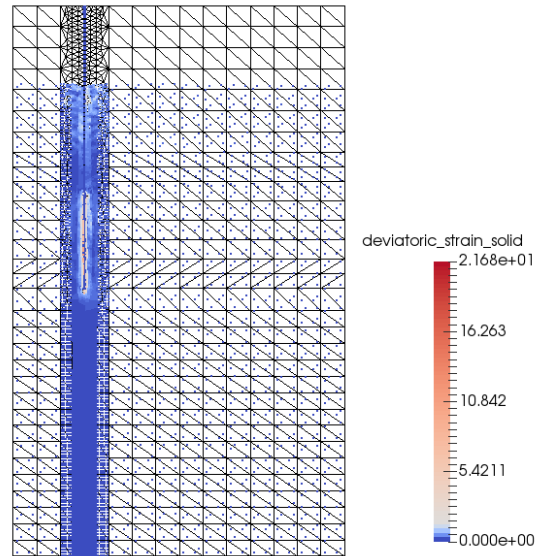 deviatoric_strain_solid
2.168e+01
16.263
10.842
5.4211
0.000e+00